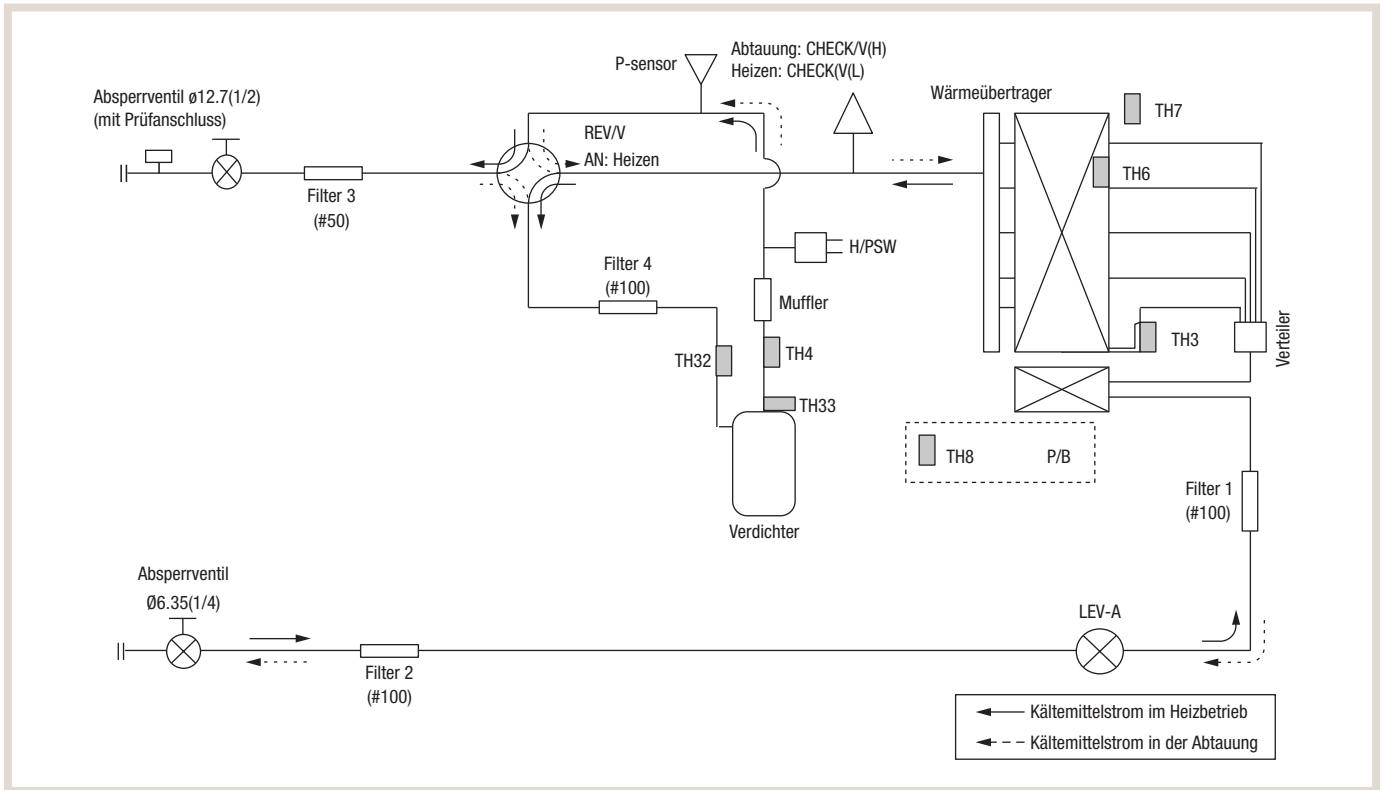 P-sensor
Abtauung: CHECK/V(H)
Heizen: CHECK(V(L)
Absperrventil ø12.7(1/2)
(mit Prüfanschluss)
Wärmeübertrager
TH7
REV/V
AN: Heizen
TH6
Filter 3
(#50)
H/PSW
Filter 4
(#100)
Muffler
TH32
TH4
TH3
Verteiler
TH33
TH8
P/B
Filter 1
(#100)
Verdichter
Absperrventil
Ø6.35(1/4)
LEV-A
Filter 2
(#100)
Kältemittelstrom im Heizbetrieb
Kältemittelstrom in der Abtauung